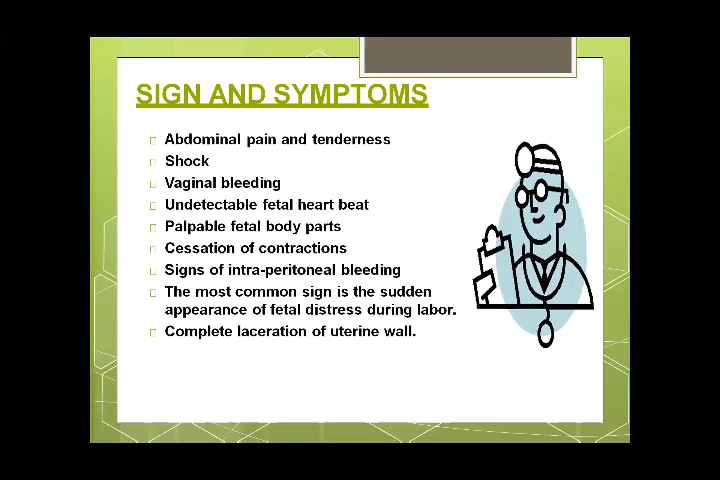 SIGN AND SYMPTOMS
Abdominal pain and tenderness
Shock
Vaginal bleeding
Undetectable fetal heart beat
Palpable fetal body parts
Cessation of contractions
Signs of intra-peritoneal bleeding
The most common sign is the sudden
appearance of fetal distress during labor.
Complete laceration of uterine wall.